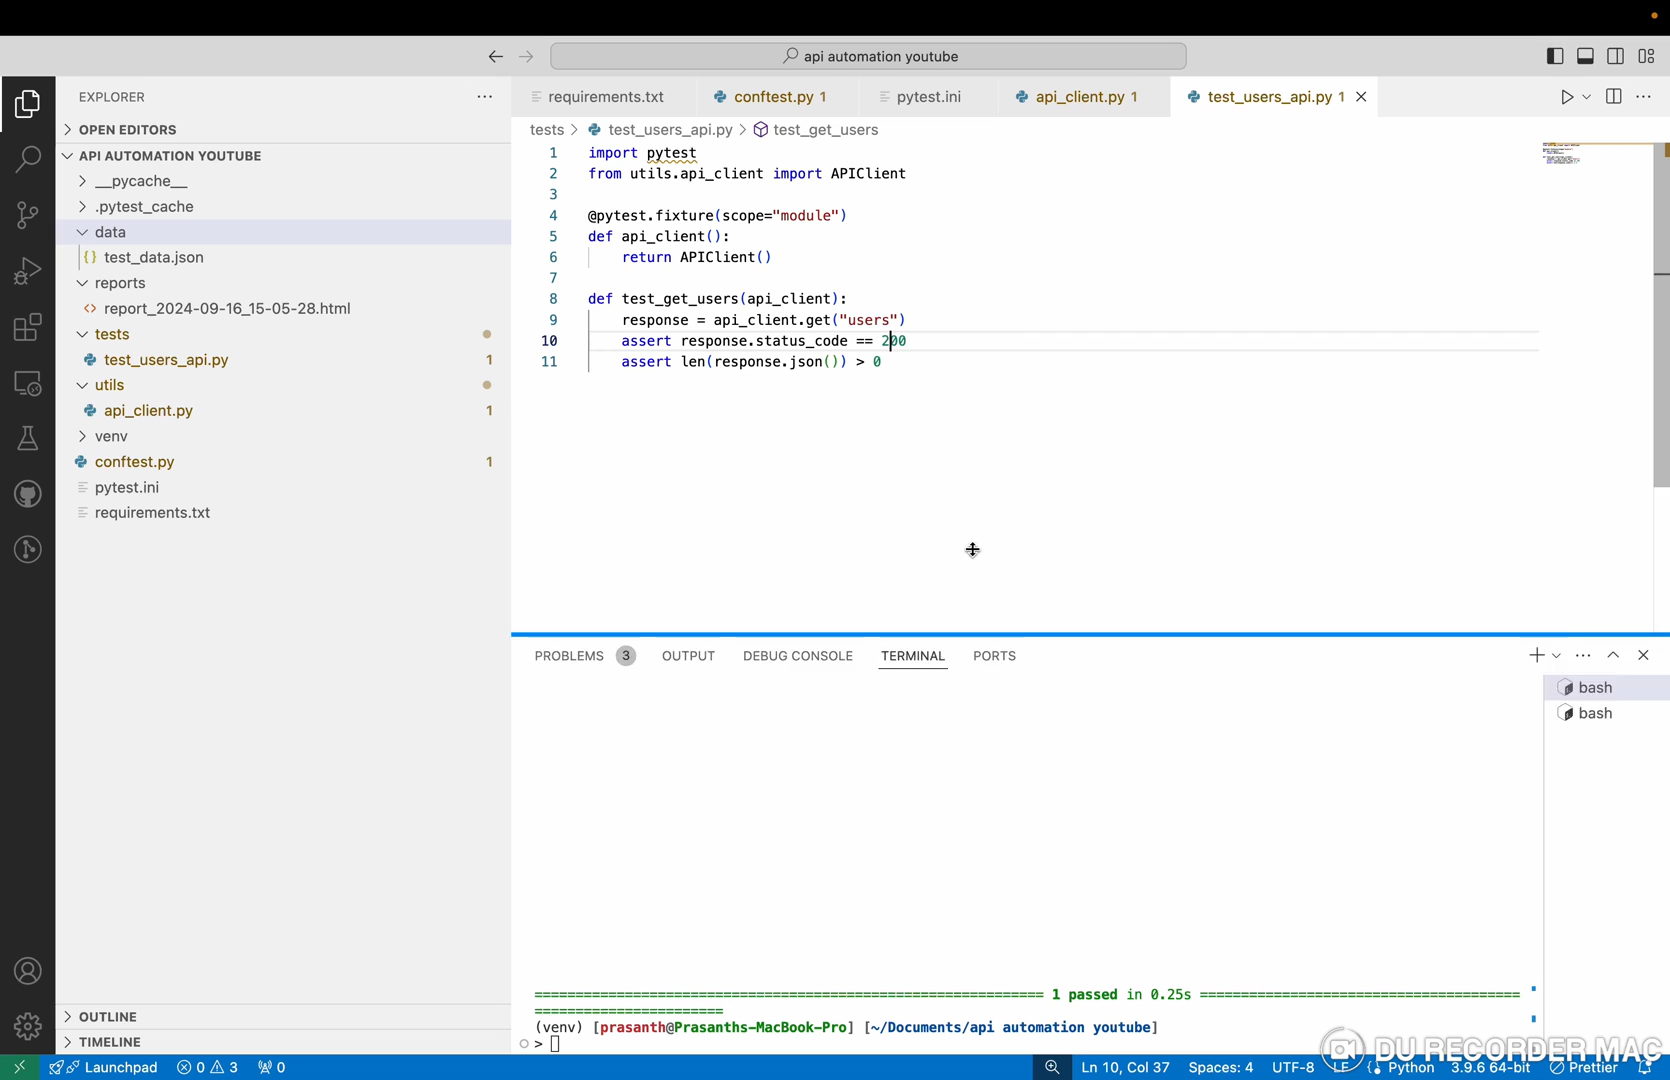 api automation youtube
EXPLORER
requirements.txt
conftest.py 1
pytest.ini
api_client.py 1
test_users_api.py 1
OPEN EDITORS
API AUTOMATION YOUTUBE
__pycache__
.pytest_cache
data
test_data.json
reports
report_2024-09-16_15-05-28.html
tests
test_users_api.py 1
utils
api_client.py 1
venv
conftest.py 1
pytest.ini
requirements.txt
OUTLINE
TIMELINE
tests > test_users_api.py > test_get_users
1 import pytest
2 from utils.api_client import APIClient
3
4 @pytest.fixture(scope="module")
5 def api_client():
6 return APIClient()
7
8 def test_get_users(api_client):
9 response = api_client.get("users")
10 assert response.status_code == 200
11 assert len(response.json()) > 0
PROBLEMS 3 OUTPUT DEBUG CONSOLE TERMINAL PORTS
bash
bash
============================================================== 1 passed in 0.25s =======================================
=======================
(venv) [prasanth@Prasanths-MacBook-Pro] [~/Documents/api automation youtube]
>
DU RECORDER MAC
Launchpad 0 3 0 Ln 10, Col 37 Spaces: 4 UTF-8 LF Python 3.9.6 64-bit Prettier